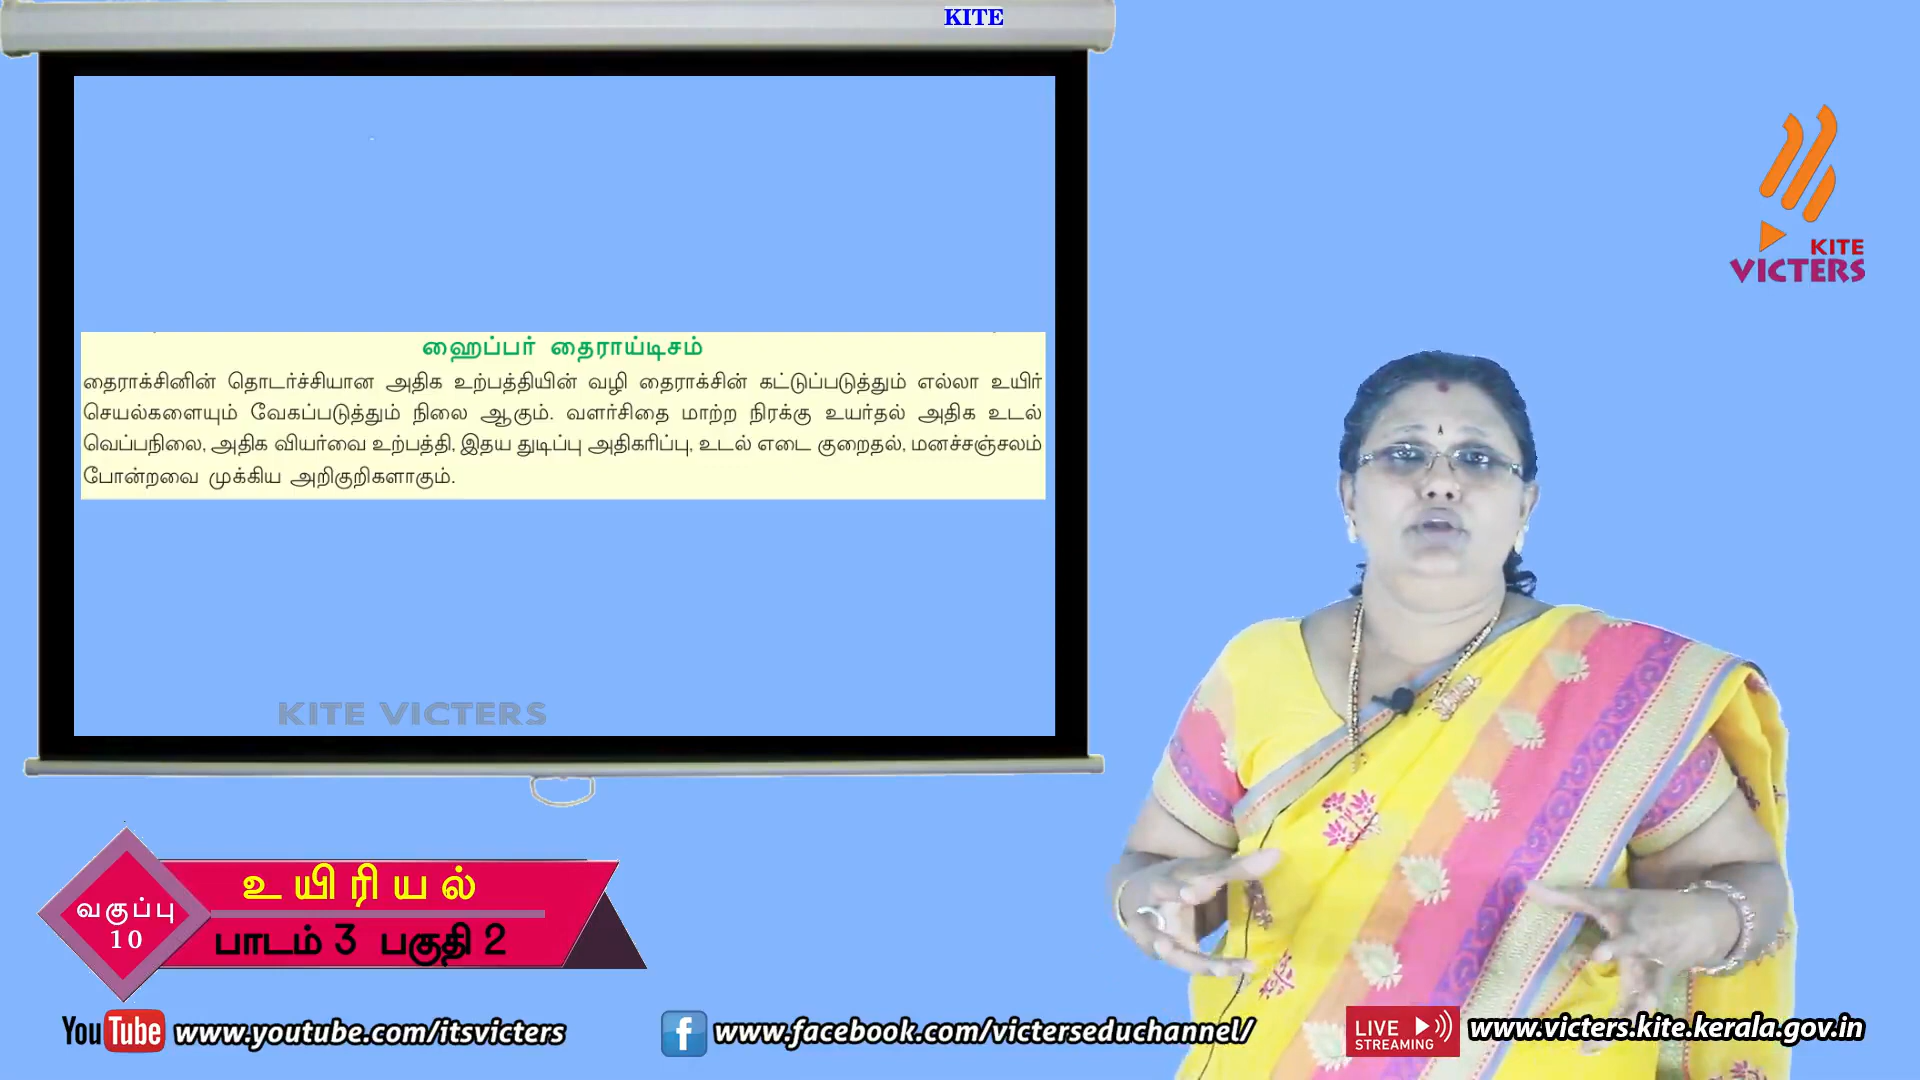 KITE
ஹைப்பர் தைராய்டிசம்
தைராக்சினின் தொடர்ச்சியான அதிக உற்பத்தியின் வழி தைராக்சின் கட்டுப்படுத்தும் எல்லா உயிர்
செயல்களையும் வேகப்படுத்தும் நிலை ஆகும். வளர்சிதை மாற்ற நிரக்கு உயர்தல் அதிக உடல்
வெப்பநிலை, அதிக வியர்வை உற்பத்தி, இதய துடிப்பு அதிகரிப்பு, உடல் எடை குறைதல், மனச்சஞ்சலம்
போன்றவை முக்கிய அறிகுறிகளாகும்.
KITE VICTERS
KITE
VICTERS
உயிரியல்
வகுப்பு
10
பாடம் 3 பகுதி 2
YouTube www.youtube.com/itsvicters
f www.facebook.com/victerseduchannel/
LIVE
STREAMING
www.victers.kite.kerala.gov.in